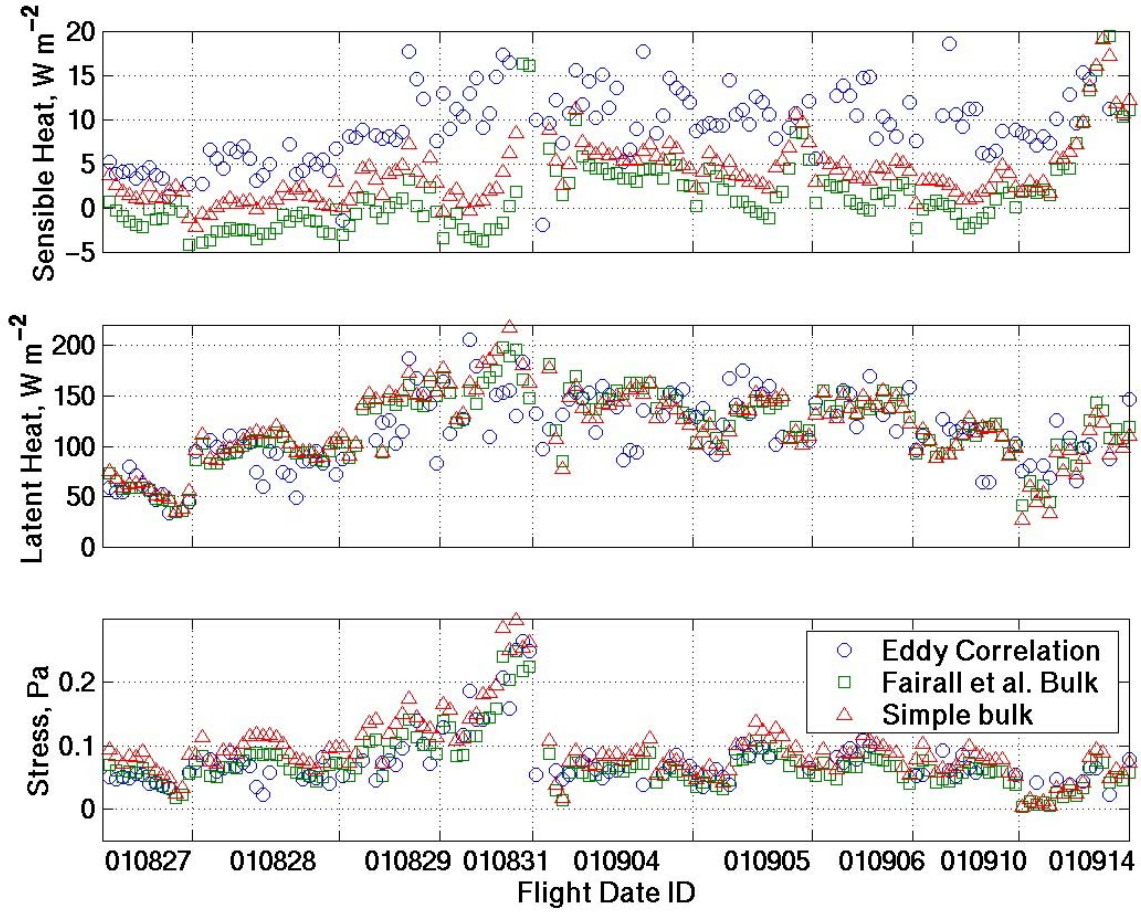 20
15
10
5
0
−5
Sensible Heat, W m−2
200
150
100
50
0
Latent Heat, W m−2
0.2
0.1
0
Stress, Pa
Eddy Correlation
Fairall et al. Bulk
Simple bulk
010827 010828 010829 010831 010904 010905 010906 010910 010914
Flight Date ID